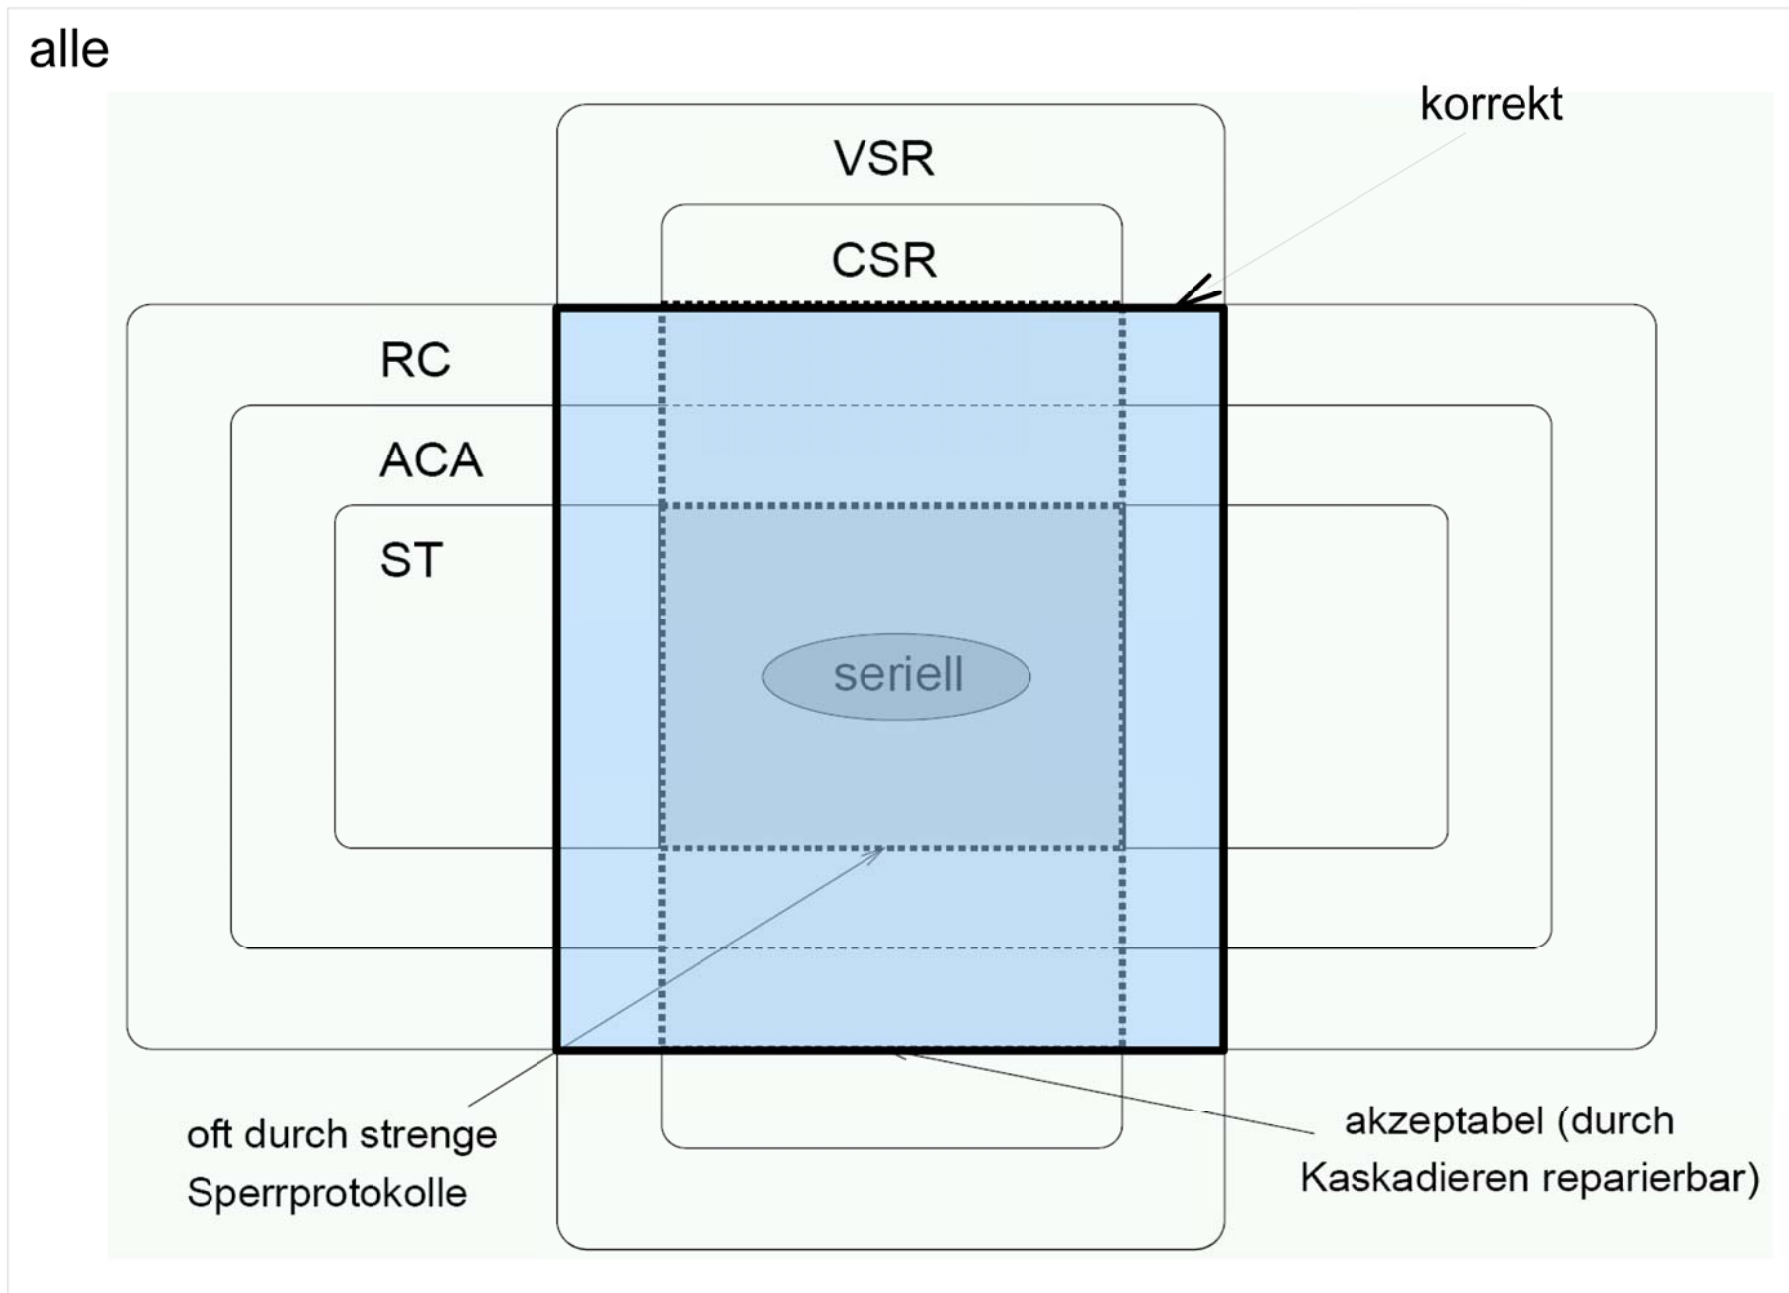 alle
korrekt
VSR
CSR
RC
ACA
ST
seriell
oft durch strenge
Sperrprotokolle
akzeptabel (durch
Kaskadieren reparierbar)